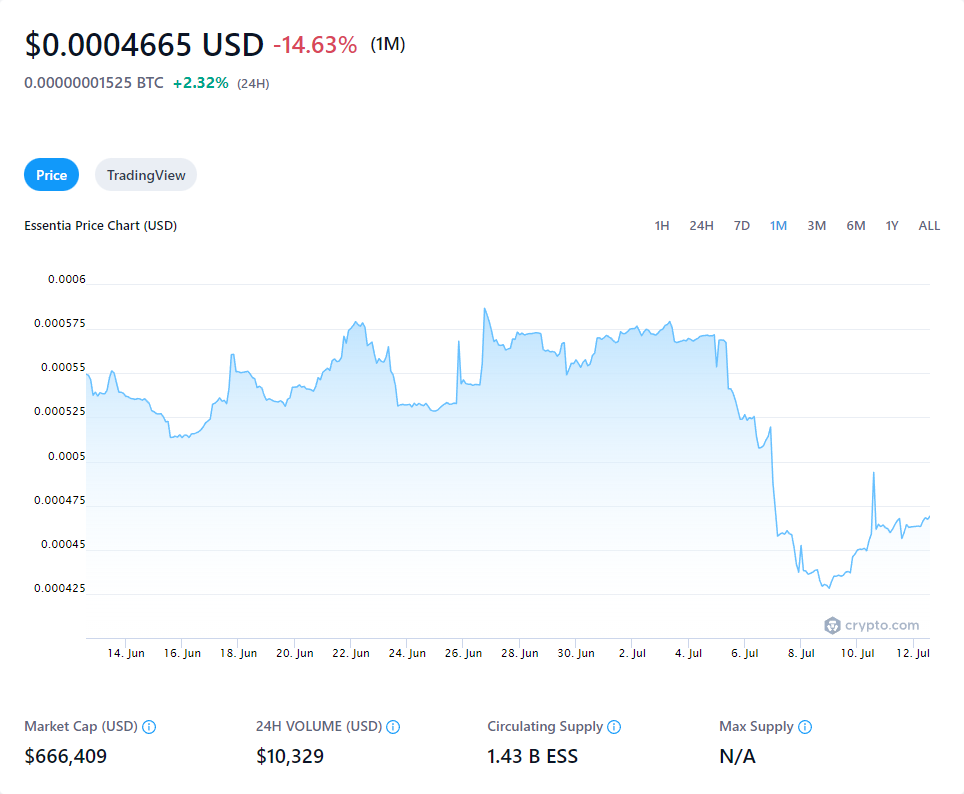 $0.0004665 USD -14.63% (1M)
0.00000001525 BTC +2.32% (24H)
Price TradingView
Essentia Price Chart (USD) 1H 24H 7D 1M 3M 6M 1Y ALL
0.0006
0.000575
0.00055
0.000525
0.0005
0.000475
0.00045
0.000425
crypto.com
14. Jun 16. Jun 18. Jun 20. Jun 22. Jun 24. Jun 26. Jun 28. Jun 30. Jun 2. Jul 4. Jul 6. Jul 8. Jul 10. Jul 12. Jul
Market Cap (USD) 24H VOLUME (USD) Circulating Supply Max Supply
$666,409 $10,329 1.43 B ESS N/A